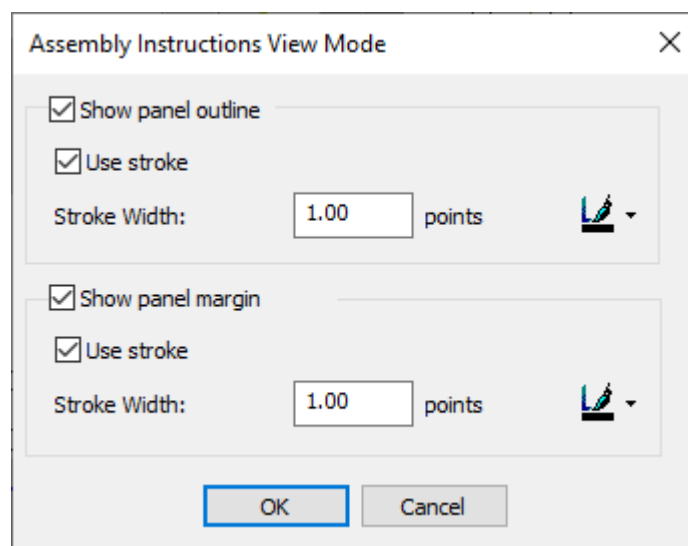 Assembly Instructions View Mode
Show panel outline
Use stroke
Stroke Width: 1.00 points
Show panel margin
Use stroke
Stroke Width: 1.00 points
OK Cancel